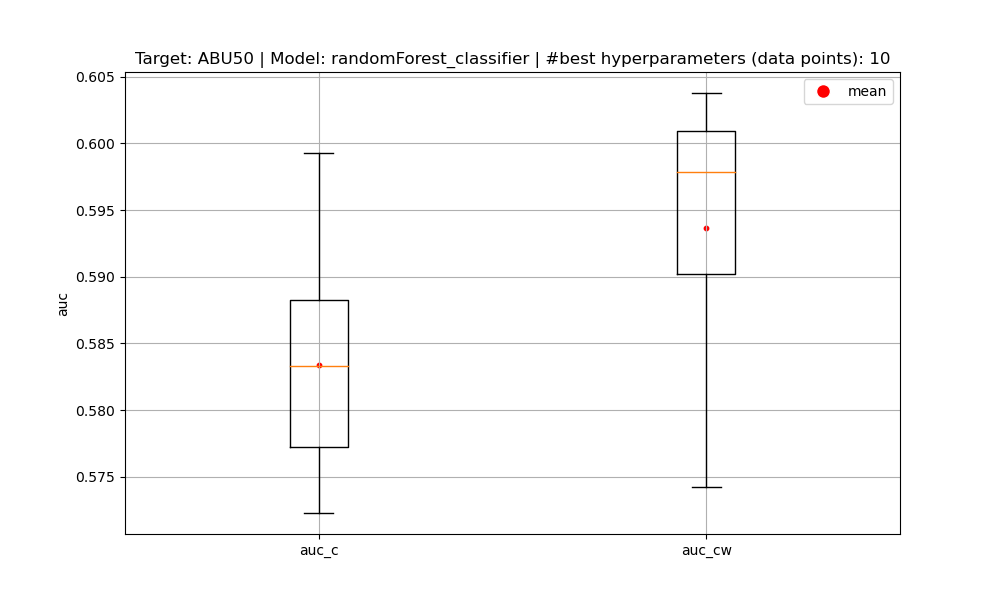 Target: ABU50 | Model: randomForest_classifier | #best hyperparameters (data points): 10
mean
auc
0.605
0.600
0.595
0.590
0.585
0.580
0.575
auc_c
auc_cw